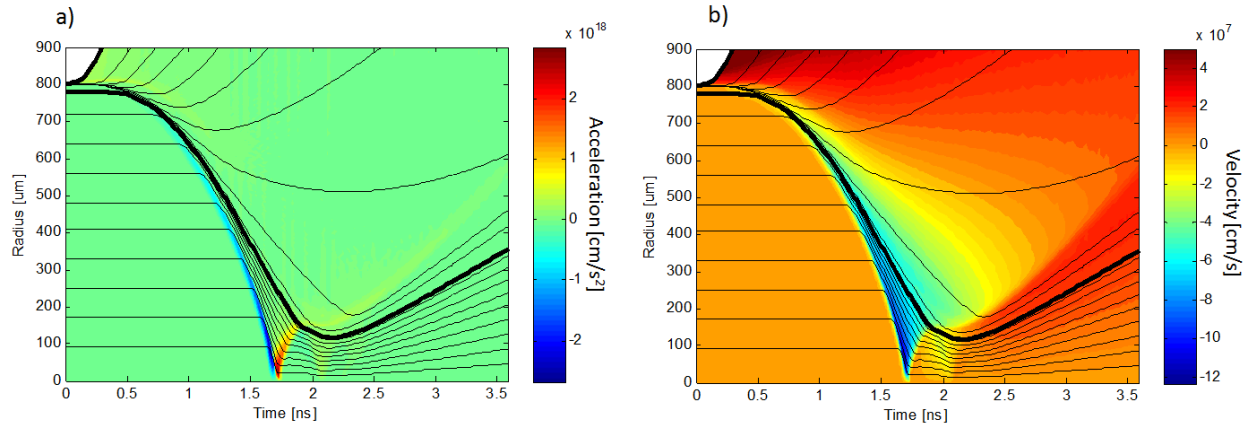 a)
x 10^18
900
800
700
600
500
400
300
200
100
0
Radius [um]
0 0.5 1 1.5 2 2.5 3 3.5
Time [ns]
2
1
0
-1
-2
Acceleration [cm/s²]
b)
x 10^7
900
800
700
600
500
400
300
200
100
0
Radius [um]
0 0.5 1 1.5 2 2.5 3 3.5
Time [ns]
4
2
0
-2
-4
-6
-8
-10
-12
Velocity [cm/s]